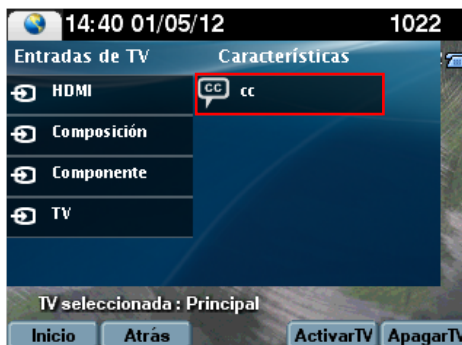 14:40 01/05/12 1022
Entradas de TV Características
HDMI CC cc
Composición
Componente
TV
TV seleccionada : Principal
Inicio Atrás ActivarTV ApagarTV